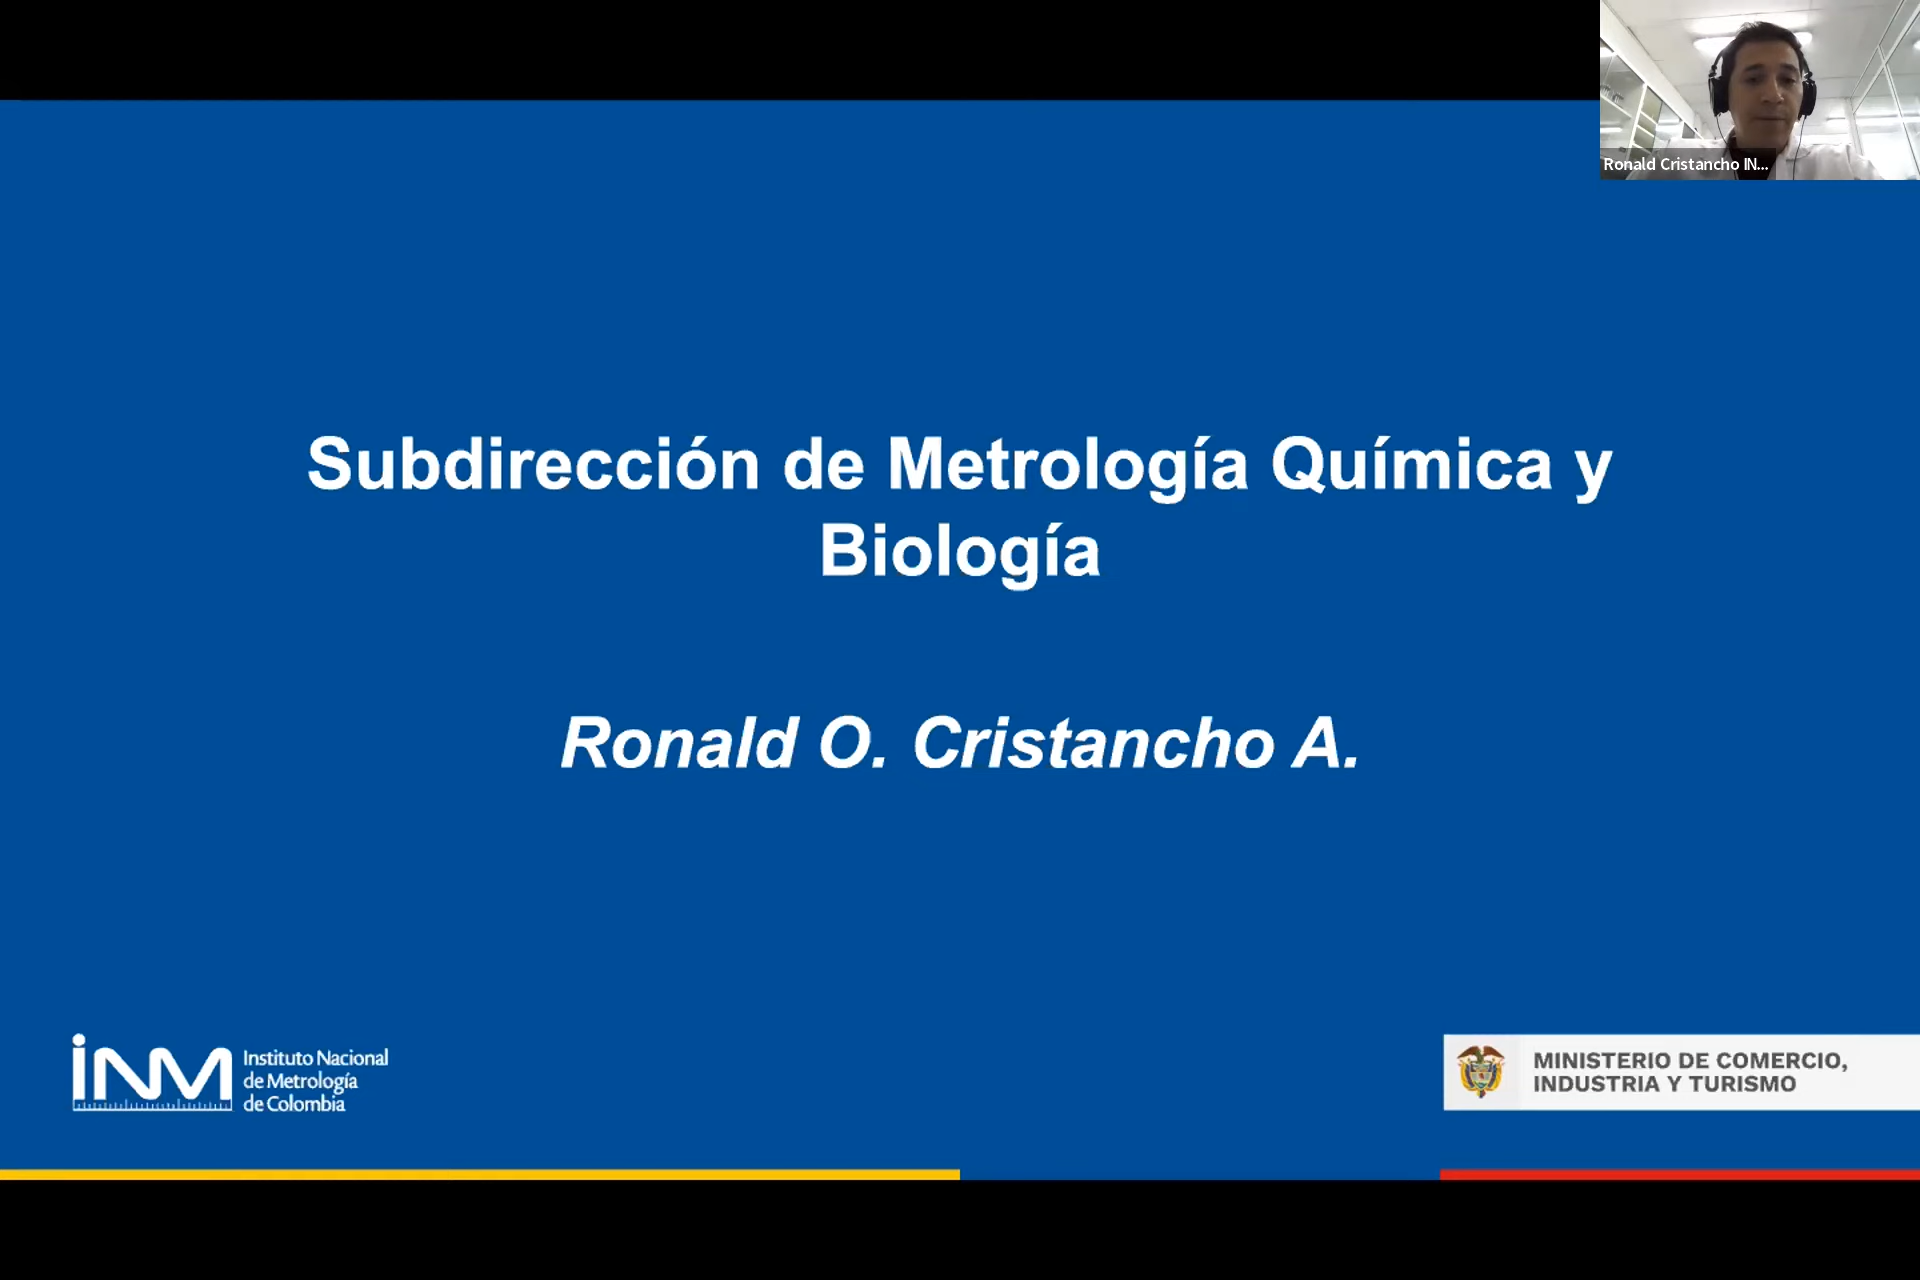 Ronald Cristancho IN...
Subdirección de Metrología Química y
Biología
Ronald O. Cristancho A.
iNM
Instituto Nacional
de Metrología
de Colombia
MINISTERIO DE COMERCIO,
INDUSTRIA Y TURISMO